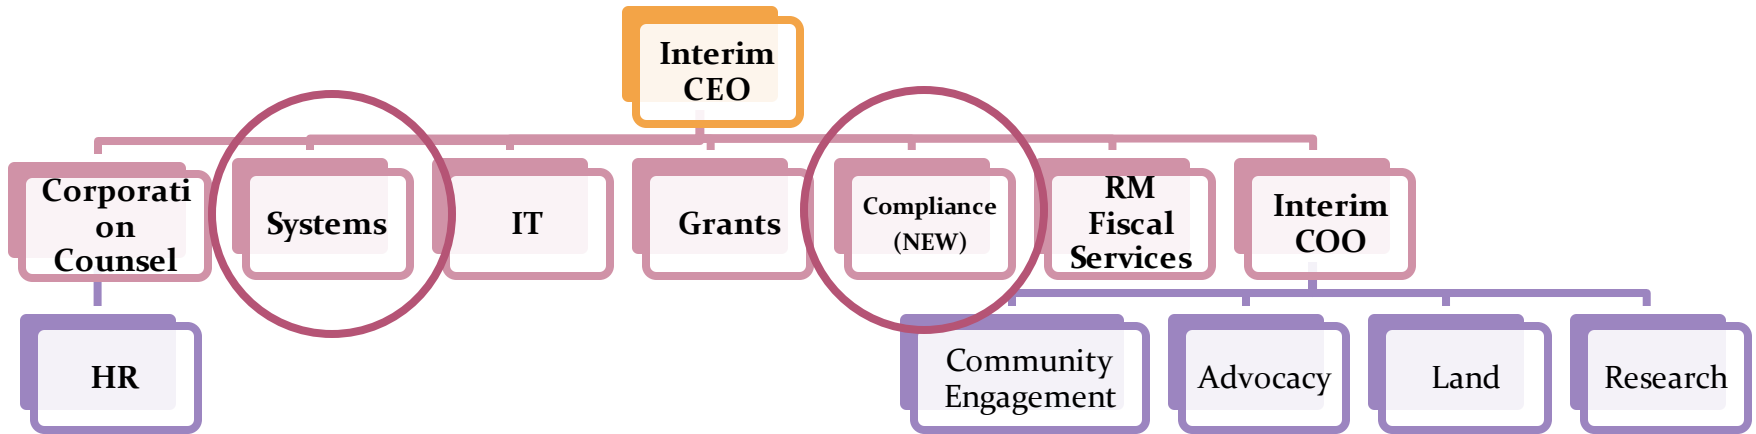 Interim
CEO
Corporati
on
Counsel
Systems
IT
Grants
Compliance
(NEW)
RM
Fiscal
Services
Interim
COO
HR
Community
Engagement
Advocacy
Land
Research